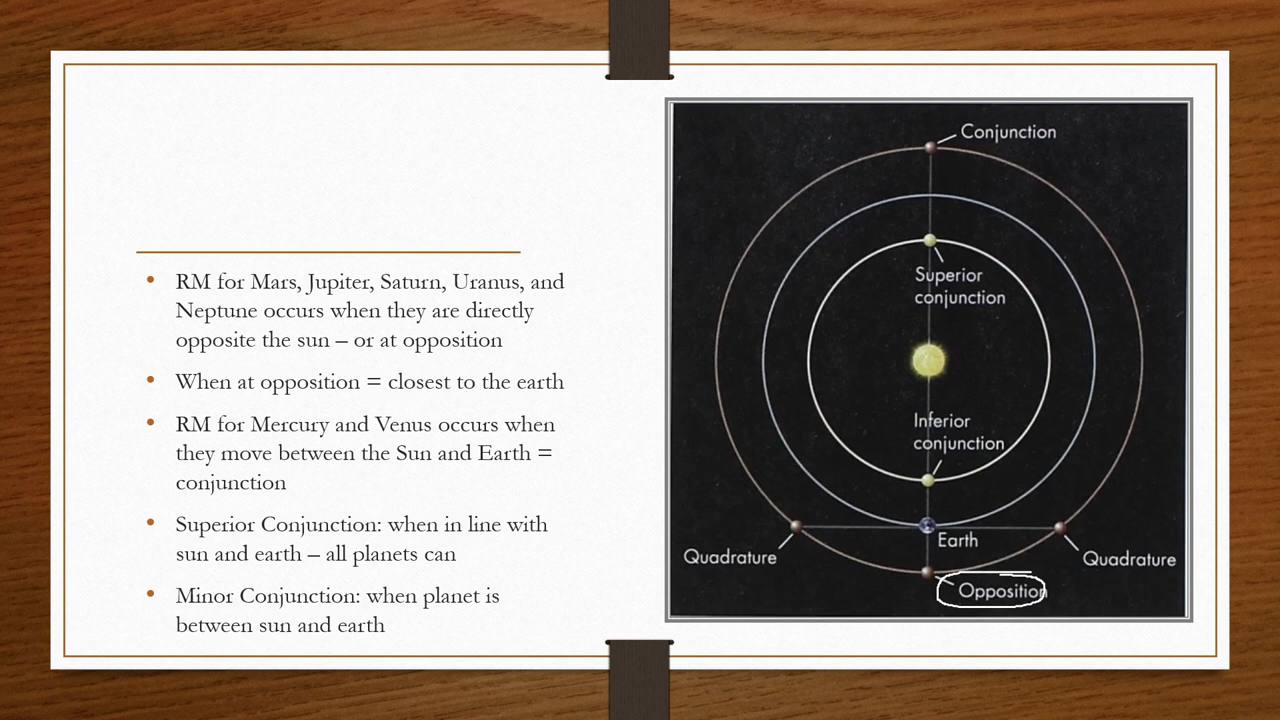 RM for Mars, Jupiter, Saturn, Uranus, and
Neptune occurs when they are directly
opposite the sun – or at opposition
When at opposition = closest to the earth
RM for Mercury and Venus occurs when
they move between the Sun and Earth =
conjunction
Superior Conjunction: when in line with
sun and earth – all planets can
Minor Conjunction: when planet is
between sun and earth
Conjunction
Superior
conjunction
Inferior
conjunction
Earth
Quadrature
Quadrature
Opposition